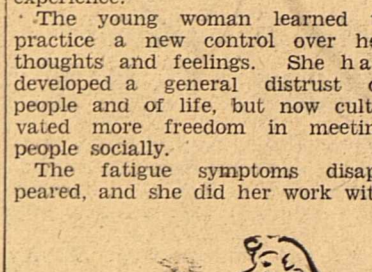 experience.
The young woman learned
practice a new control over
thoughts and feelings. She ha
developed a general distrust
people and of life, but now cult
vated more freedom in meetin
people socially.
The fatigue symptoms disap
peared, and she did her work wit